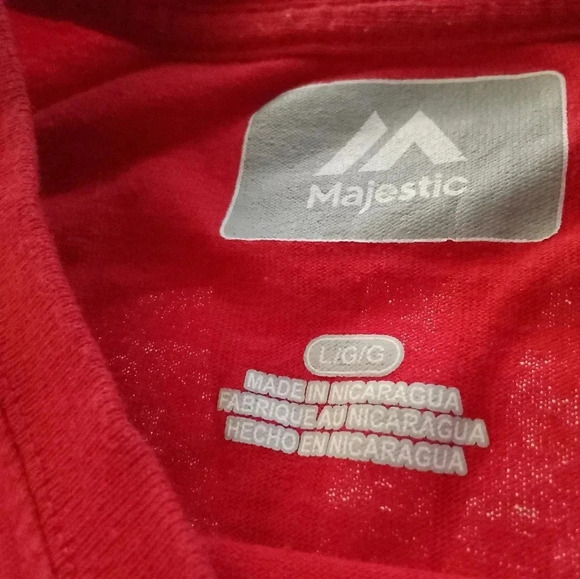 Majestic
L/G/G
MADE IN NICARAGUA
FABRIQUE AU NICARAGUA
HECHO EN NICARAGUA